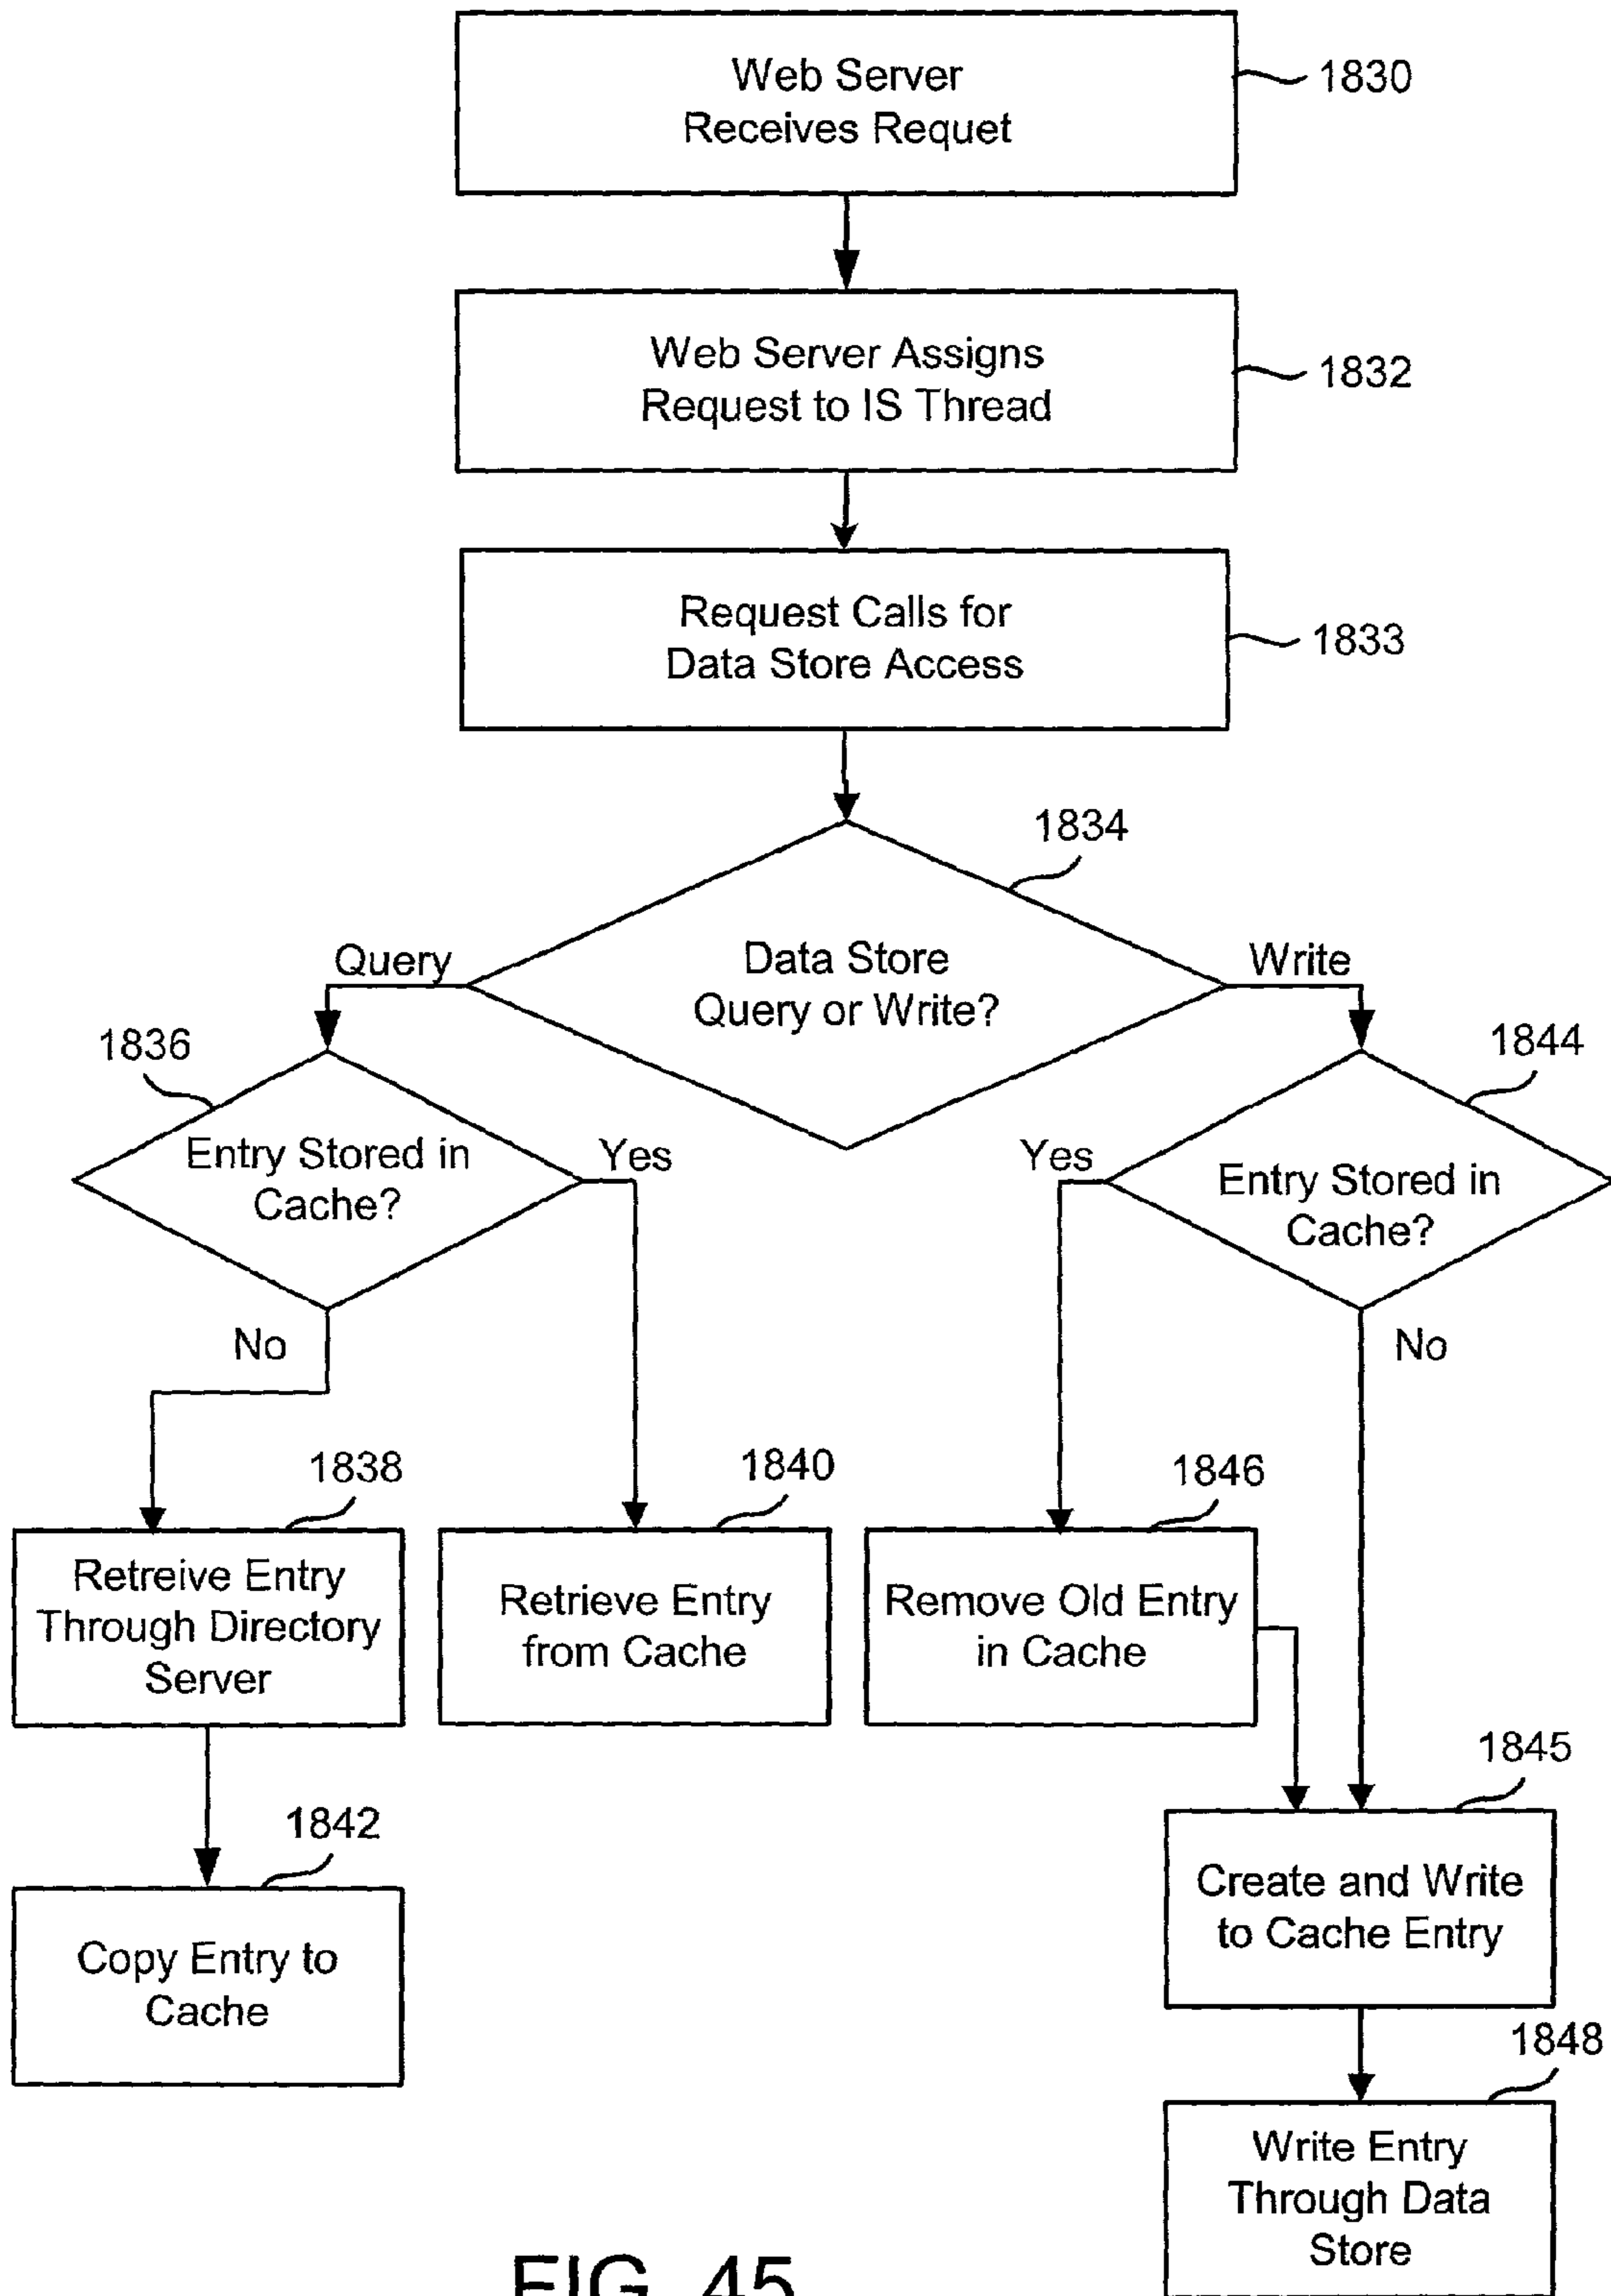 Web Server
Receives Requet
1830
Web Server Assigns
Request to IS Thread
1832
Request Calls for
Data Store Access
1833
1834
Data Store
Query or Write?
Query
Write
1836
Entry Stored in
Cache?
Yes
No
1844
Entry Stored in
Cache?
Yes
No
1838
Retreive Entry
Through Directory
Server
1840
Retrieve Entry
from Cache
1846
Remove Old Entry
in Cache
1842
Copy Entry to
Cache
1845
Create and Write
to Cache Entry
1848
Write Entry
Through Data
Store
FIG. 45